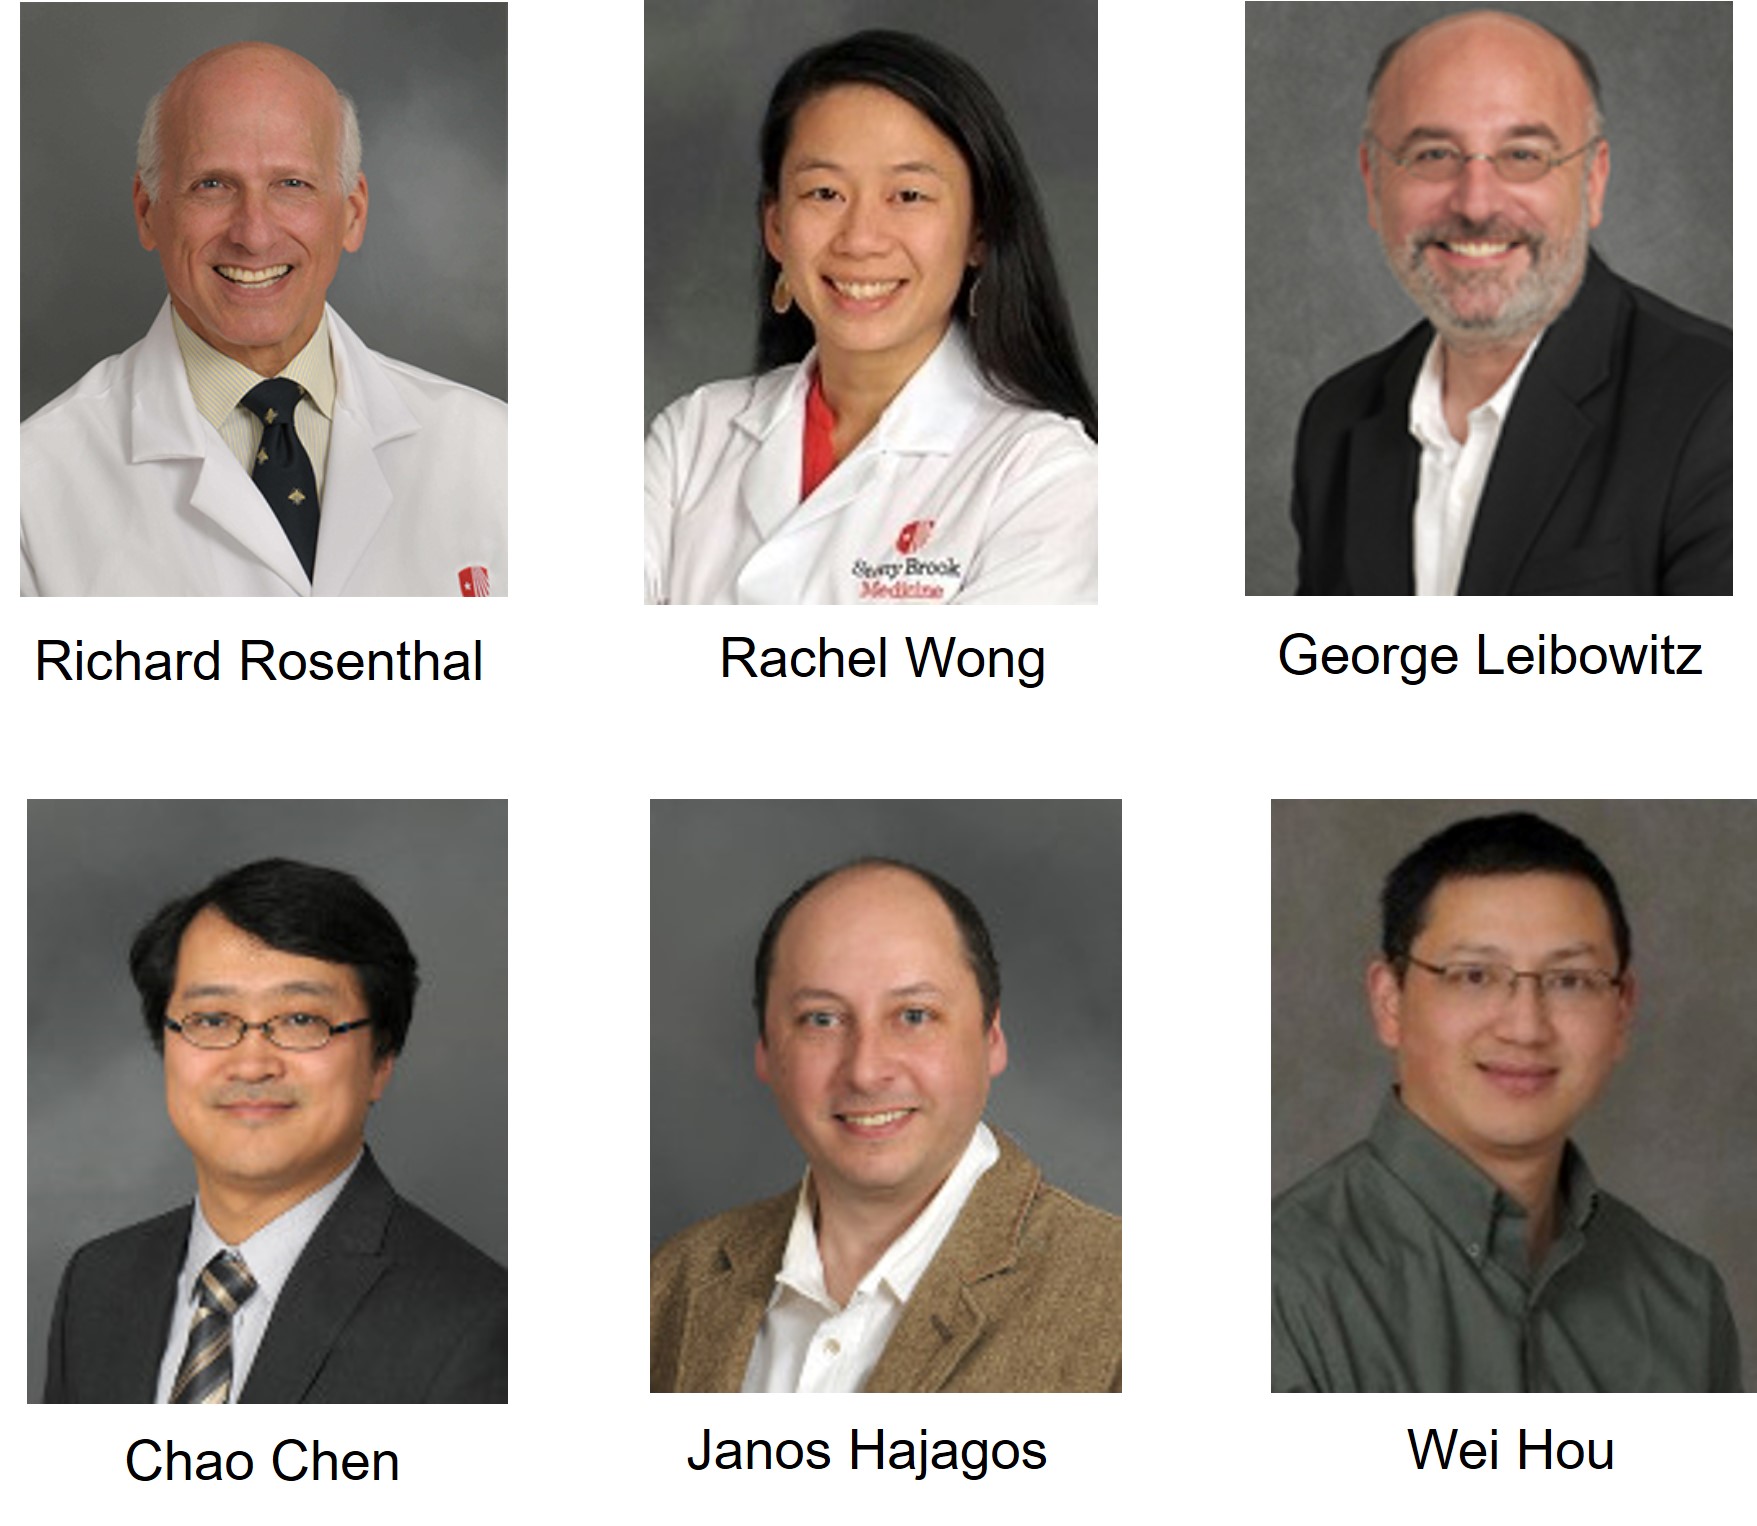 Stony Brook
Medicine
Richard Rosenthal
Rachel Wong
George Leibowitz
Chao Chen
Janos Hajagos
Wei Hou